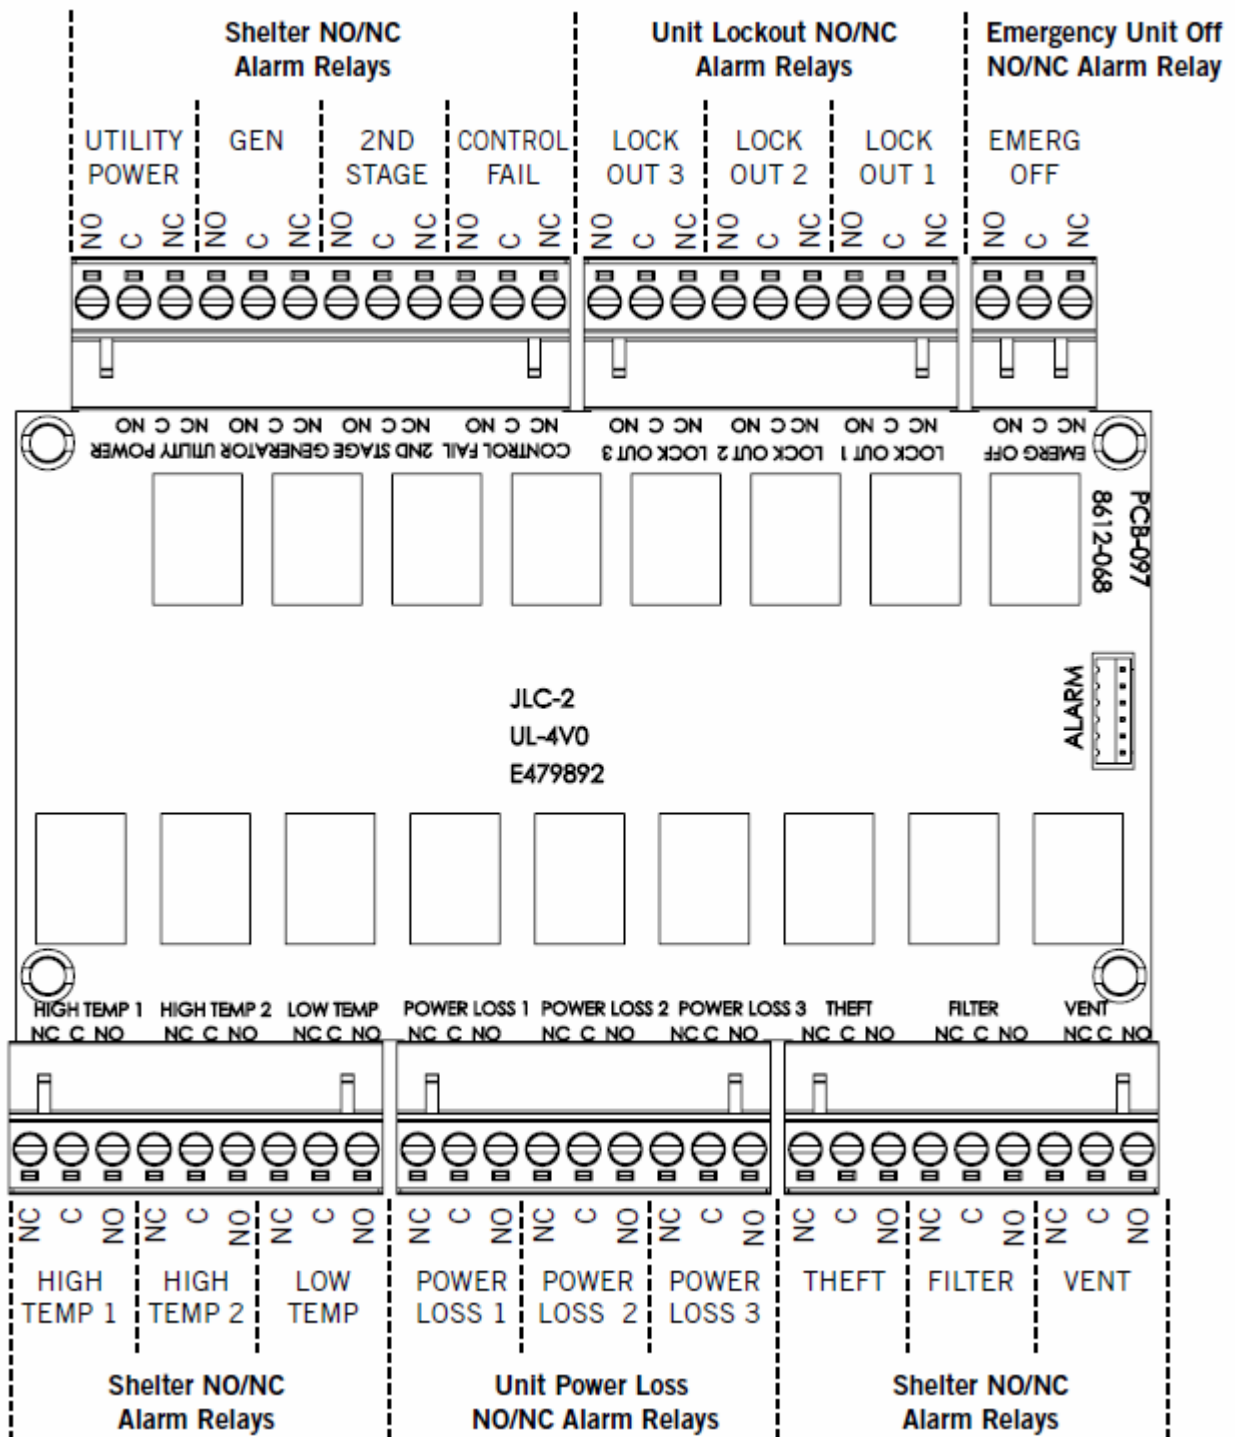 Shelter NO/NC
Alarm Relays
Unit Lockout NO/NC
Alarm Relays
Emergency Unit Off
NO/NC Alarm Relay
UTILITY
POWER
GEN
2ND
STAGE
CONTROL
FAIL
LOCK
OUT 3
LOCK
OUT 2
LOCK
OUT 1
EMERG
OFF
NO C NC NO C NC NO C NC NO C NC NO C NC NO C NC NO C NC NO C NC
NC C NO
EMERG OFF
NC C NO NC C NO NC C NO
LOCK OUT 1 LOCK OUT 2 LOCK OUT 3
NC C NO NC C NO NC C NO NC C NO
CONTROL FAIL 2ND STAGE GENERATOR UTILITY POWER
PCB-097
8612-068
ALARM
JLC-2
UL-4V0
E479892
HIGH TEMP 1 HIGH TEMP 2 LOW TEMP POWER LOSS 1 POWER LOSS 2 POWER LOSS 3 THEFT FILTER VENT
NC C NO NC C NO NC C NO NC C NO NC C NO NC C NO NC C NO NC C NO NC C NO
NC C NO NC C NO NC C NO NC C NO NC C NO NC C NO NC C NO NC C NO NC C NO
HIGH
TEMP 1
HIGH
TEMP 2
LOW
TEMP
POWER
LOSS 1
POWER
LOSS 2
POWER
LOSS 3
THEFT
FILTER
VENT
Shelter NO/NC
Alarm Relays
Unit Power Loss
NO/NC Alarm Relays
Shelter NO/NC
Alarm Relays